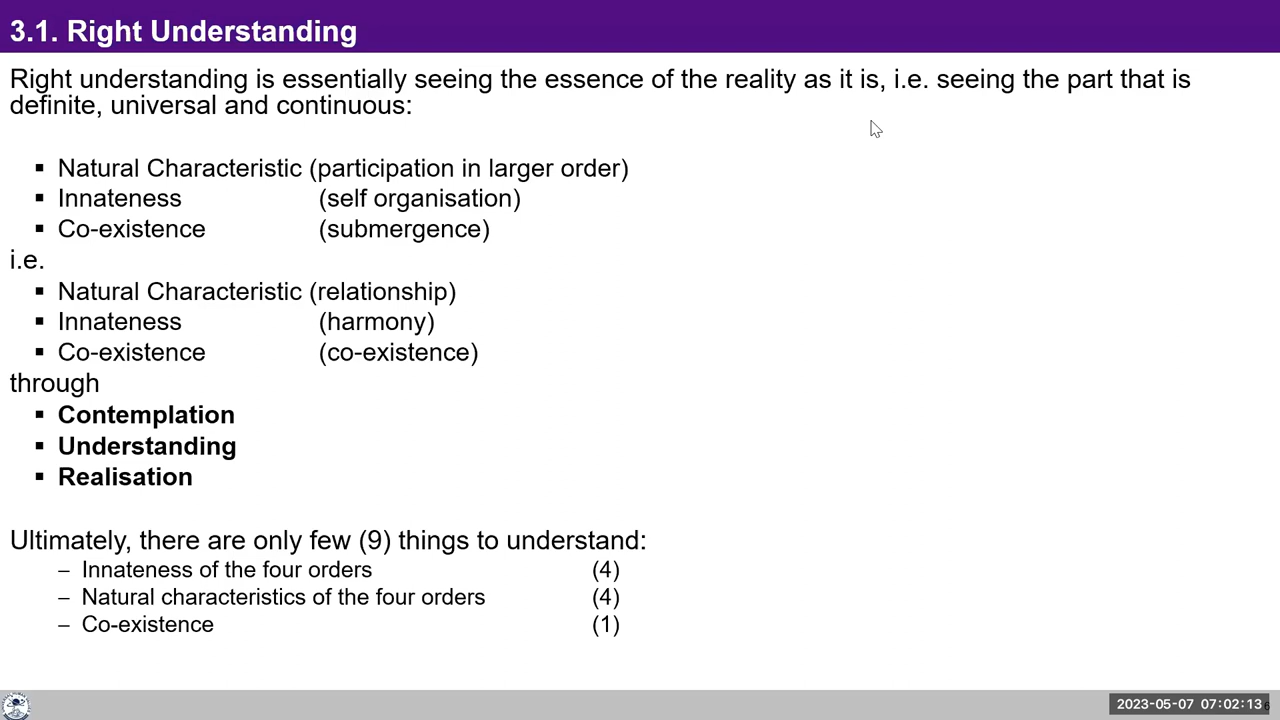 3.1. Right Understanding
Right understanding is essentially seeing the essence of the reality as it is, i.e. seeing the part that is
definite, universal and continuous:
▪ Natural Characteristic (participation in larger order)
▪ Innateness (self organisation)
▪ Co-existence (submergence)
i.e.
▪ Natural Characteristic (relationship)
▪ Innateness (harmony)
▪ Co-existence (co-existence)
through
▪ Contemplation
▪ Understanding
▪ Realisation
Ultimately, there are only few (9) things to understand:
– Innateness of the four orders (4)
– Natural characteristics of the four orders (4)
– Co-existence (1)
2023-05-07 07:02:13
6